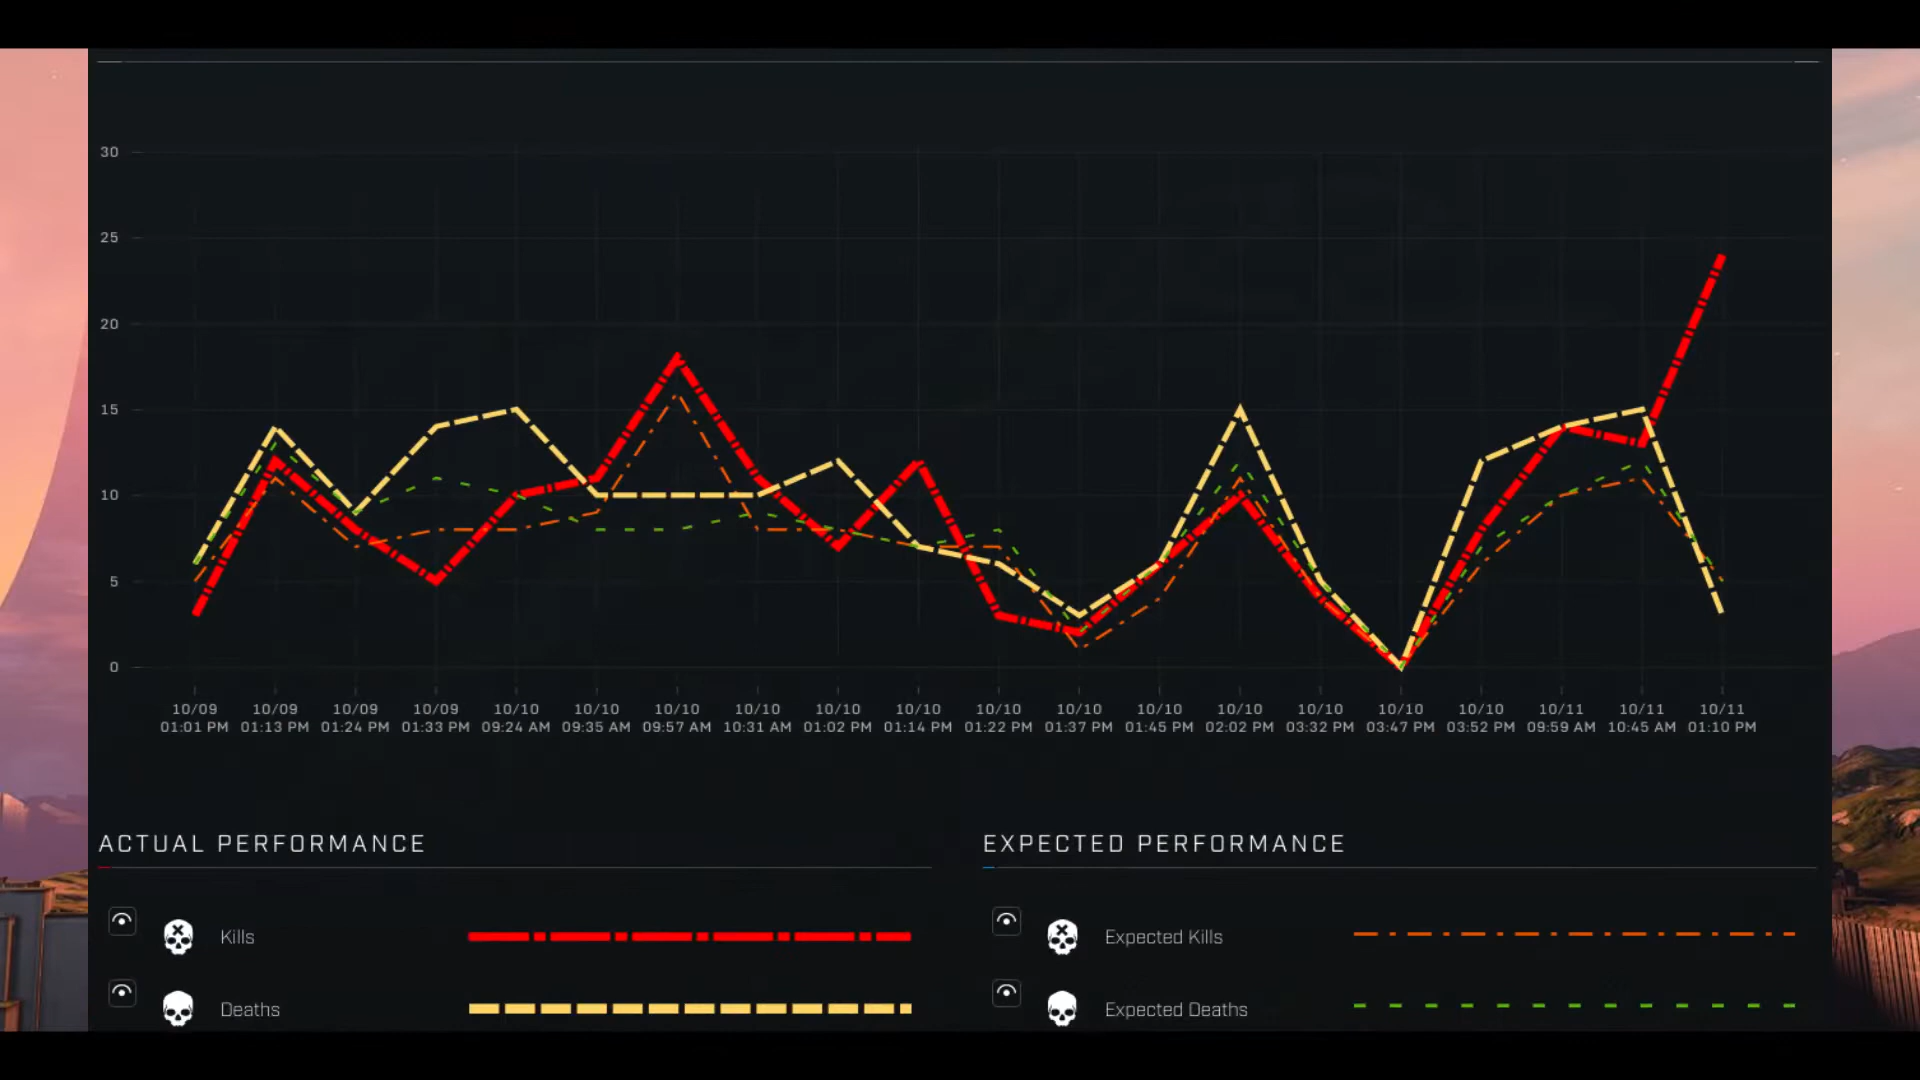 30
25
20
15
10
5
0
10/09 10/09 10/09 10/09 10/10 10/10 10/10 10/10 10/10 10/10 10/10 10/10 10/10 10/10 10/10 10/10 10/10 10/11 10/11 10/11
01:01 PM 01:13 PM 01:24 PM 01:33 PM 09:24 AM 09:35 AM 09:57 AM 10:31 AM 01:02 PM 01:14 PM 01:22 PM 01:37 PM 01:45 PM 02:02 PM 03:32 PM 03:47 PM 03:52 PM 09:59 AM 10:45 AM 01:10 PM
ACTUAL PERFORMANCE
Kills
Deaths
EXPECTED PERFORMANCE
Expected Kills
Expected Deaths